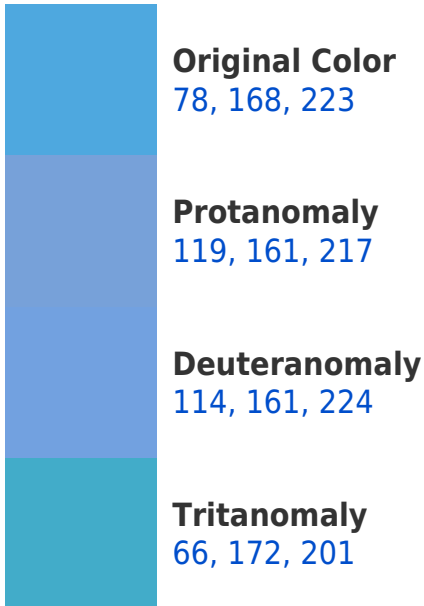 Original Color
78, 168, 223
Protanomaly
119, 161, 217
Deuteranomaly
114, 161, 224
Tritanomaly
66, 172, 201